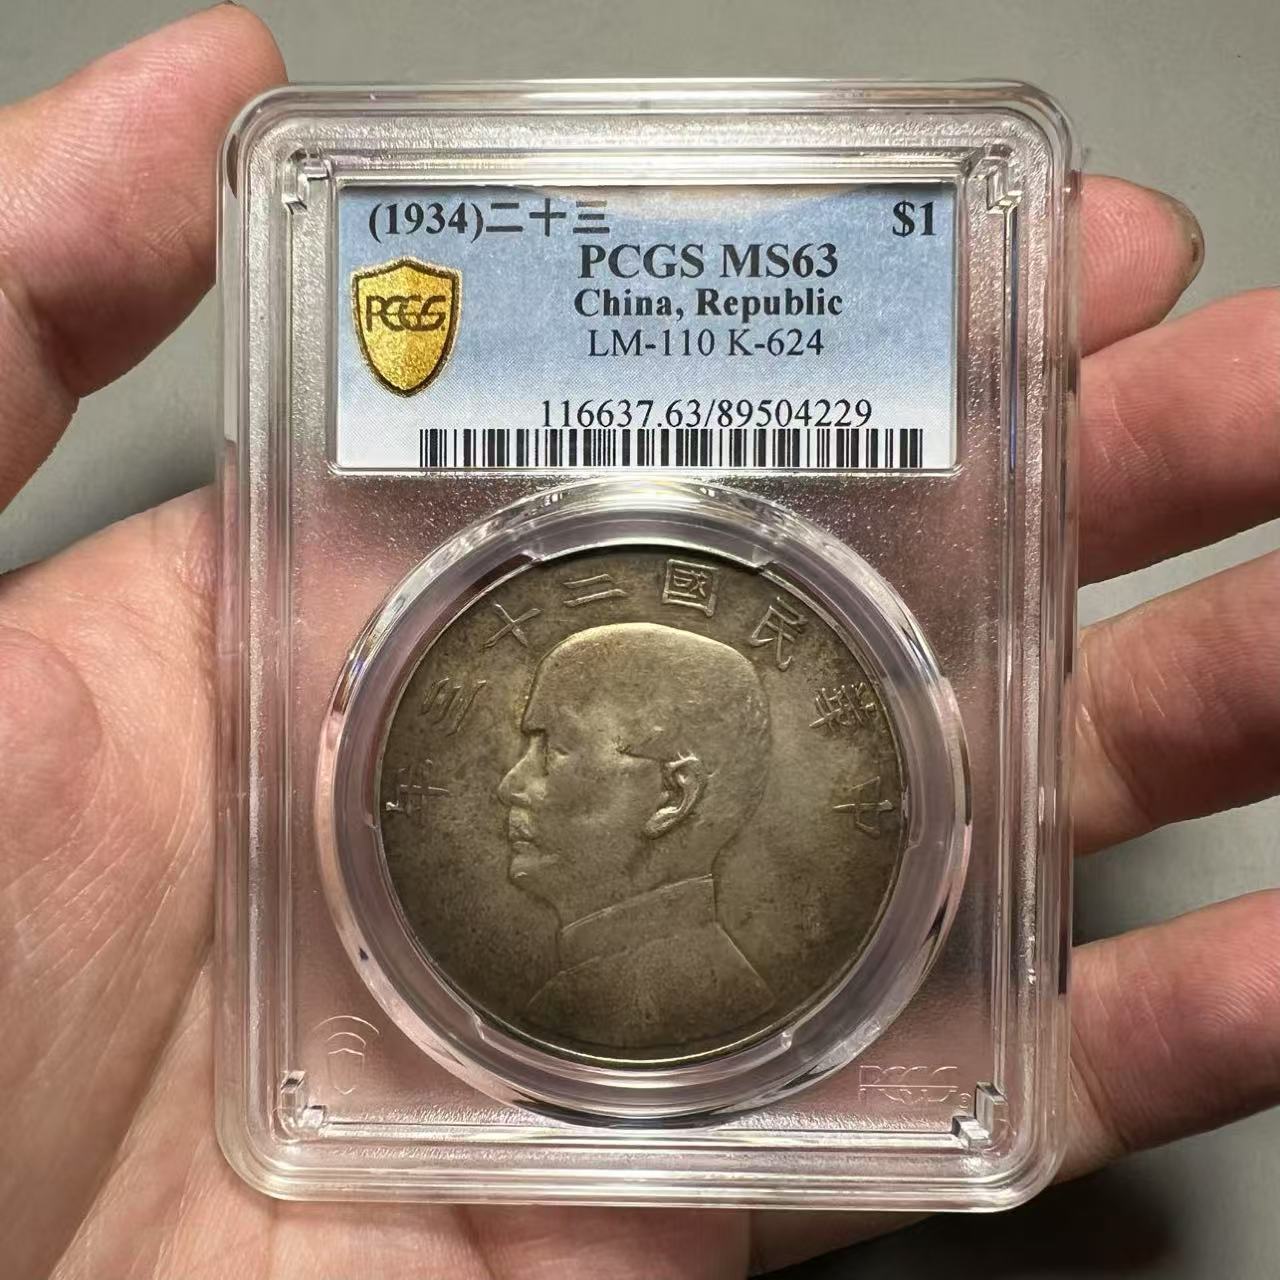 (1934)二十三 $1
PCGS MS63
China, Republic
LM-110 K-624
116637.63/89504229
PCGS
中華民國二十三年
PCGS